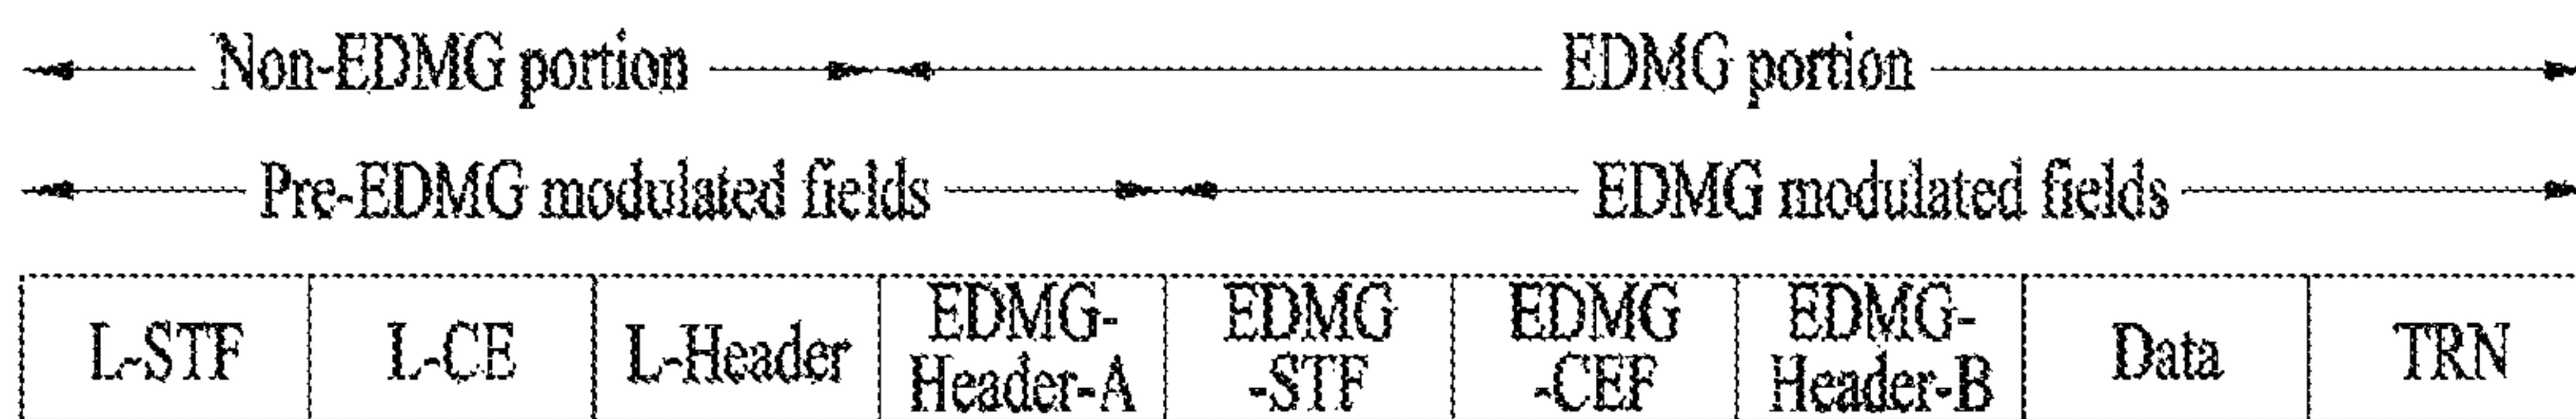 Non-EDMG portion EDMG portion
Pre-EDMG modulated fields EDMG modulated fields
L-STF L-CE L-Header EDMG-Header-A EDMG-STF EDMG-CEF EDMG-Header-B Data TRN